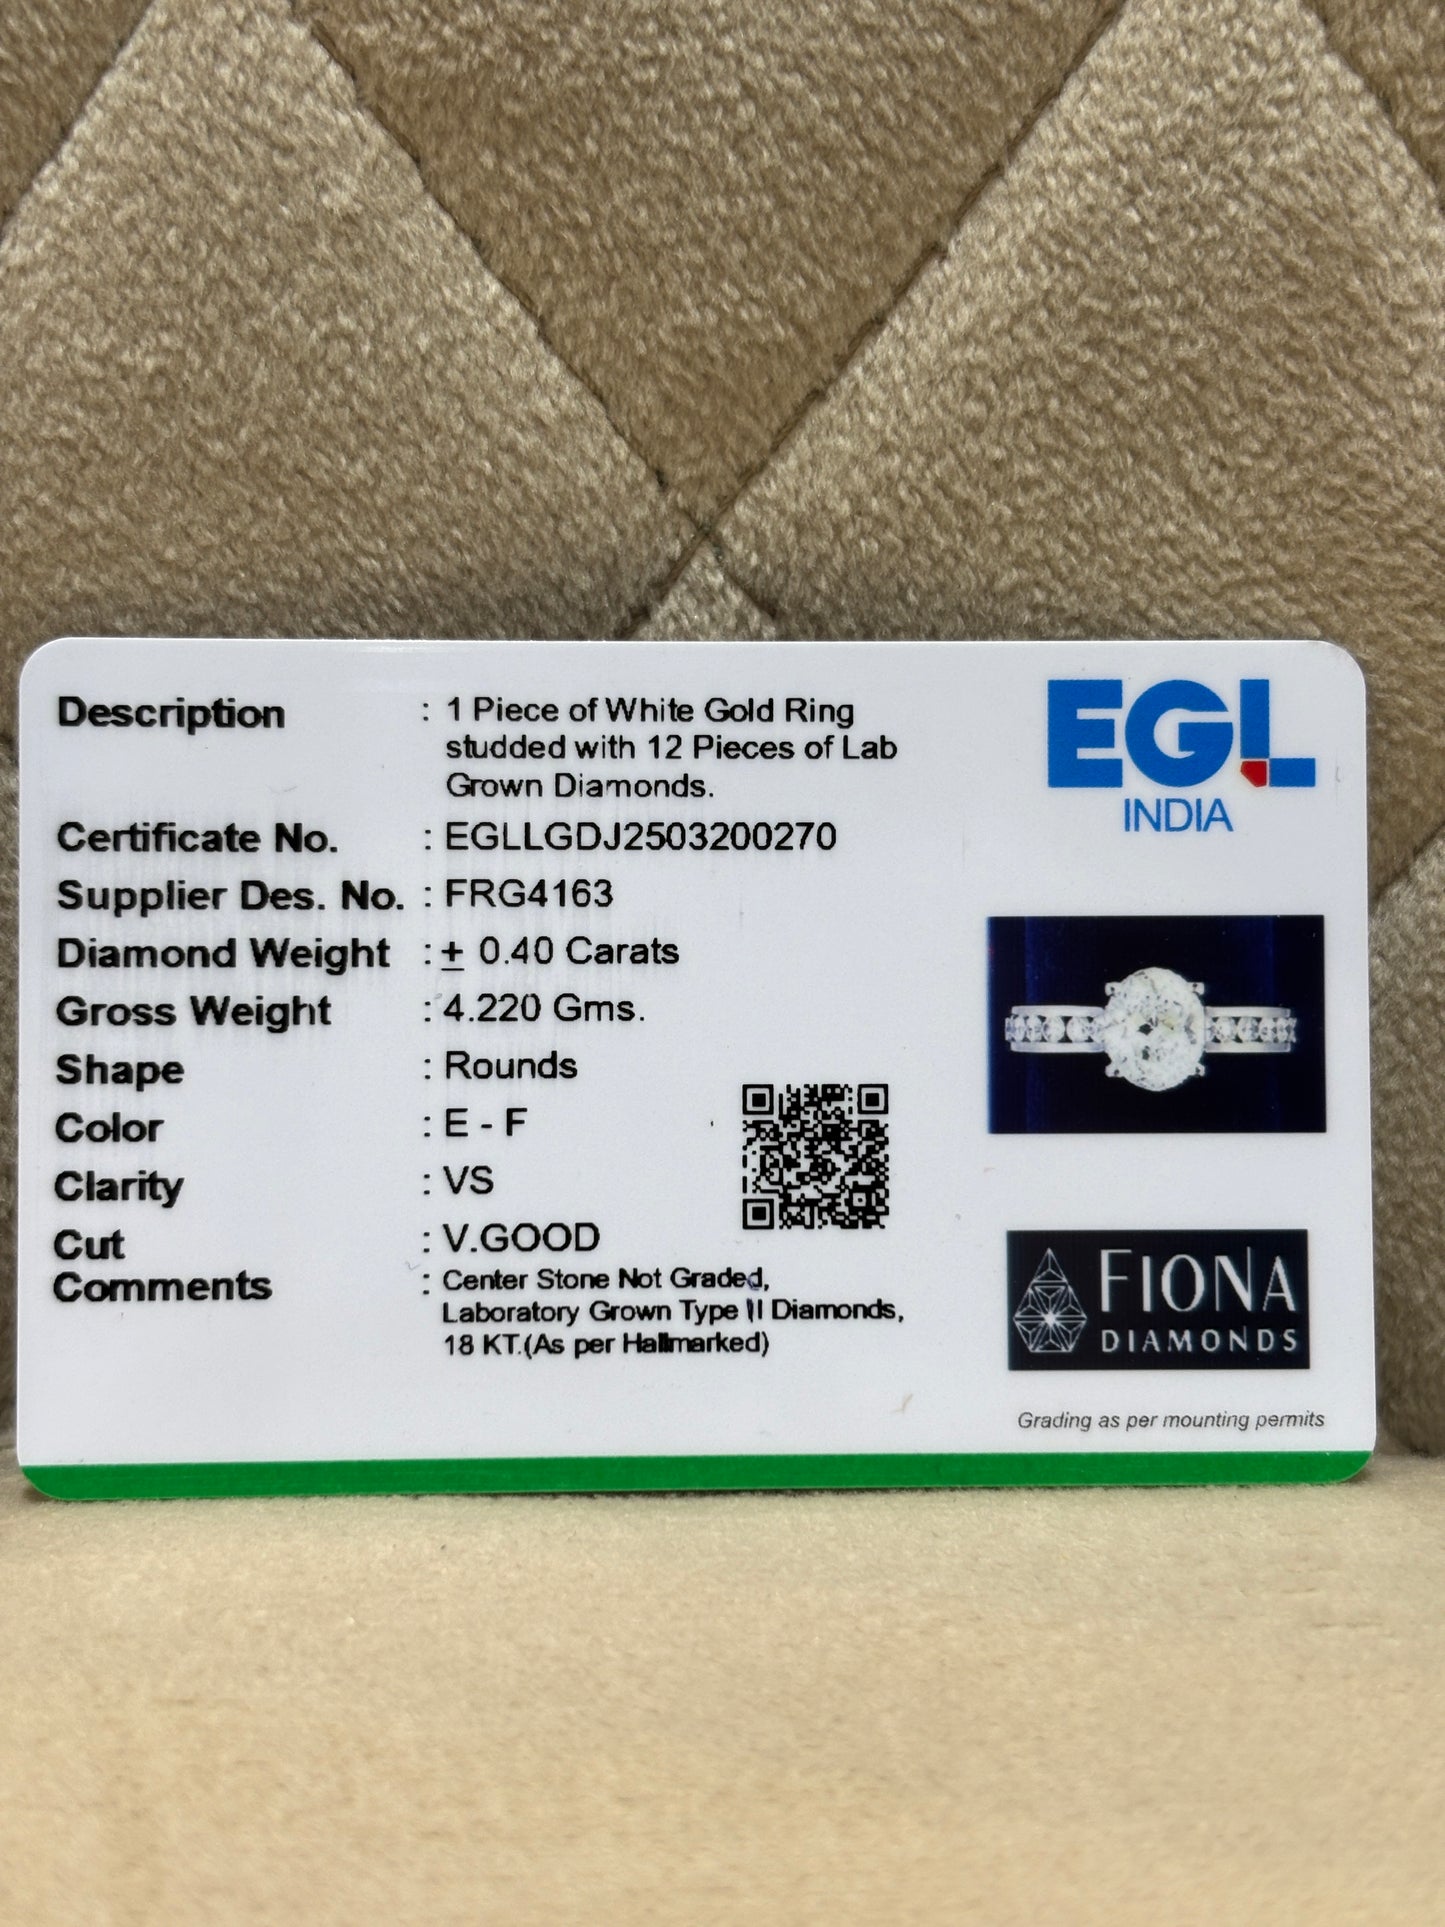 Description : 1 Piece of White Gold Ring
studded with 12 Pieces of Lab
Grown Diamonds.
Certificate No. : EGLLGDJ2503200270
Supplier Des. No. : FRG4163
Diamond Weight : ± 0.40 Carats
Gross Weight : 4.220 Gms.
Shape : Rounds
Color : E - F
Clarity : VS
Cut : V.GOOD
Comments : Center Stone Not Graded,
Laboratory Grown Type II Diamonds,
18 KT.(As per Hallmarked)
EGL
INDIA
FIONA
DIAMONDS
Grading as per mounting permits